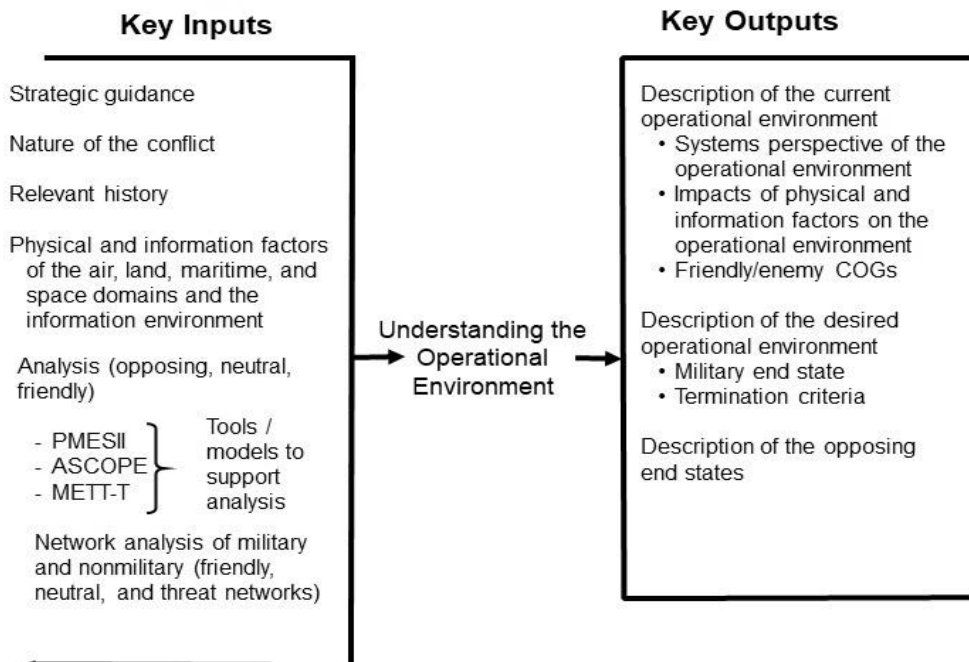 Key Inputs
Strategic guidance
Nature of the conflict
Relevant history
Physical and information factors
of the air, land, maritime, and
space domains and the
information environment
Analysis (opposing, neutral,
friendly)
- PMESII
- ASCOPE
- METT-T
Tools /
models to
support
analysis
Network analysis of military
and nonmilitary (friendly,
neutral, and threat networks)
Understanding the
Operational
Environment
Key Outputs
Description of the current
operational environment
• Systems perspective of the
operational environment
• Impacts of physical and
information factors on the
operational environment
• Friendly/enemy COGs
Description of the desired
operational environment
• Military end state
• Termination criteria
Description of the opposing
end states